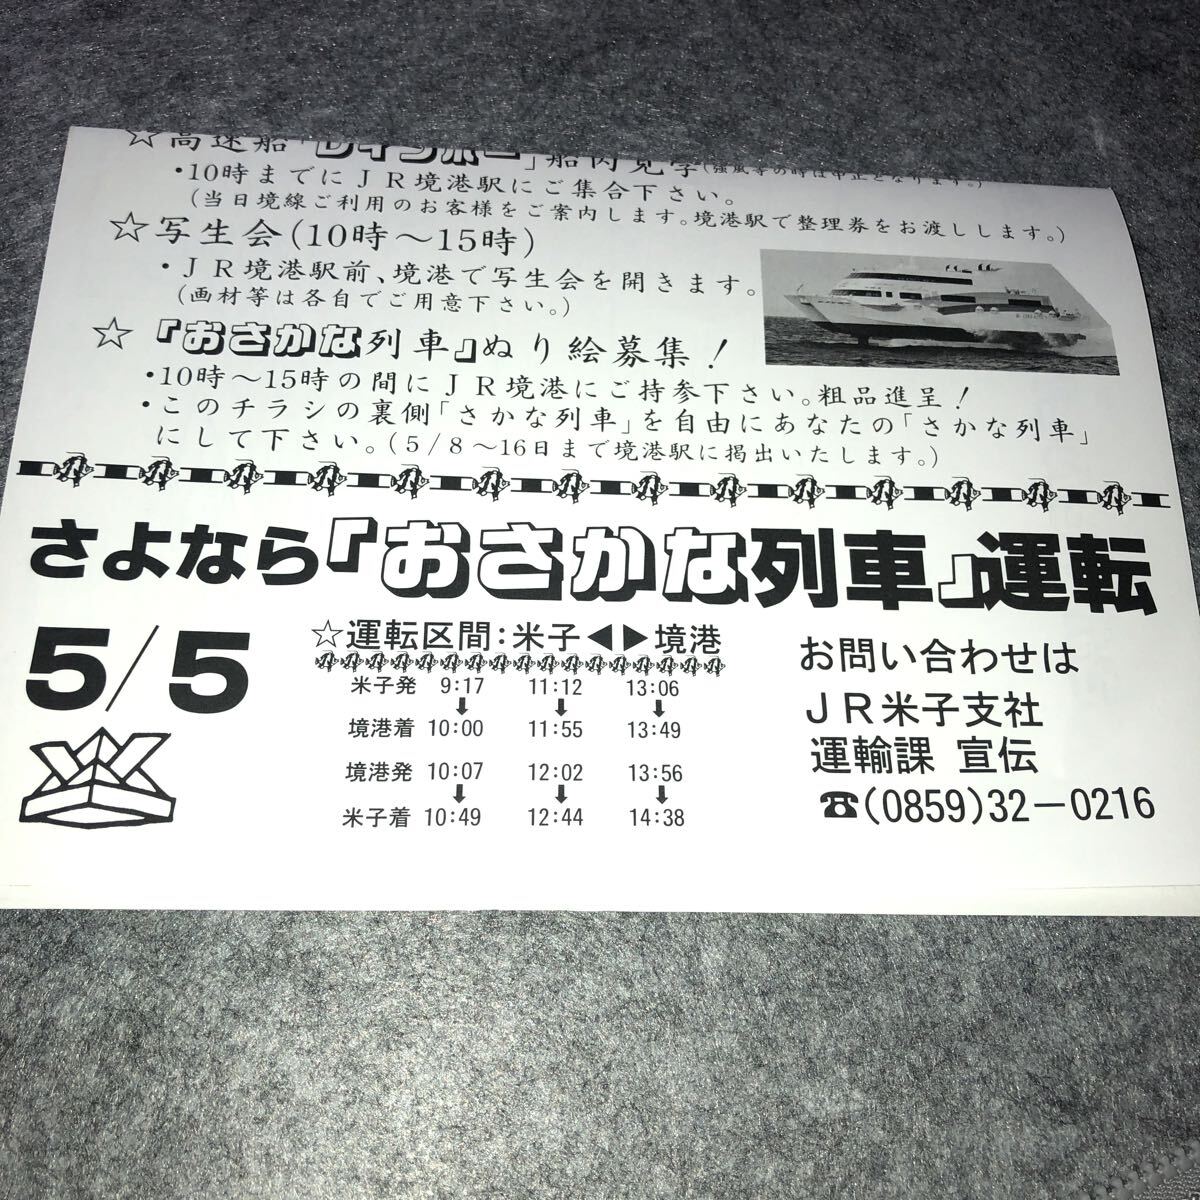 ☆高速船「レインボー」船内見学(強風等の時は中止となります。)
・10時までにＪＲ境港駅にご集合下さい。
(当日境線ご利用のお客様をご案内します。境港駅で整理券をお渡しします。)
☆写生会(10時～15時)
・ＪＲ境港駅前、境港で写生会を開きます。
(画材等は各自でご用意下さい。)
☆『おさかな列車』ぬり絵募集！
・10時～15時の間にＪＲ境港にご持参下さい。粗品進呈！
・このチラシの裏側「さかな列車」を自由にあなたの「さかな列車」
にして下さい。(5/8～16日まで境港駅に掲出いたします。)
さよなら『おさかな列車』運転
5/5
☆運転区間:米子◀▶境港
米子発 9:17 11:12 13:06
境港着 10:00 11:55 13:49
境港発 10:07 12:02 13:56
米子着 10:49 12:44 14:38
お問い合わせは
ＪＲ米子支社
運輸課 宣伝
☎(0859)32－0216